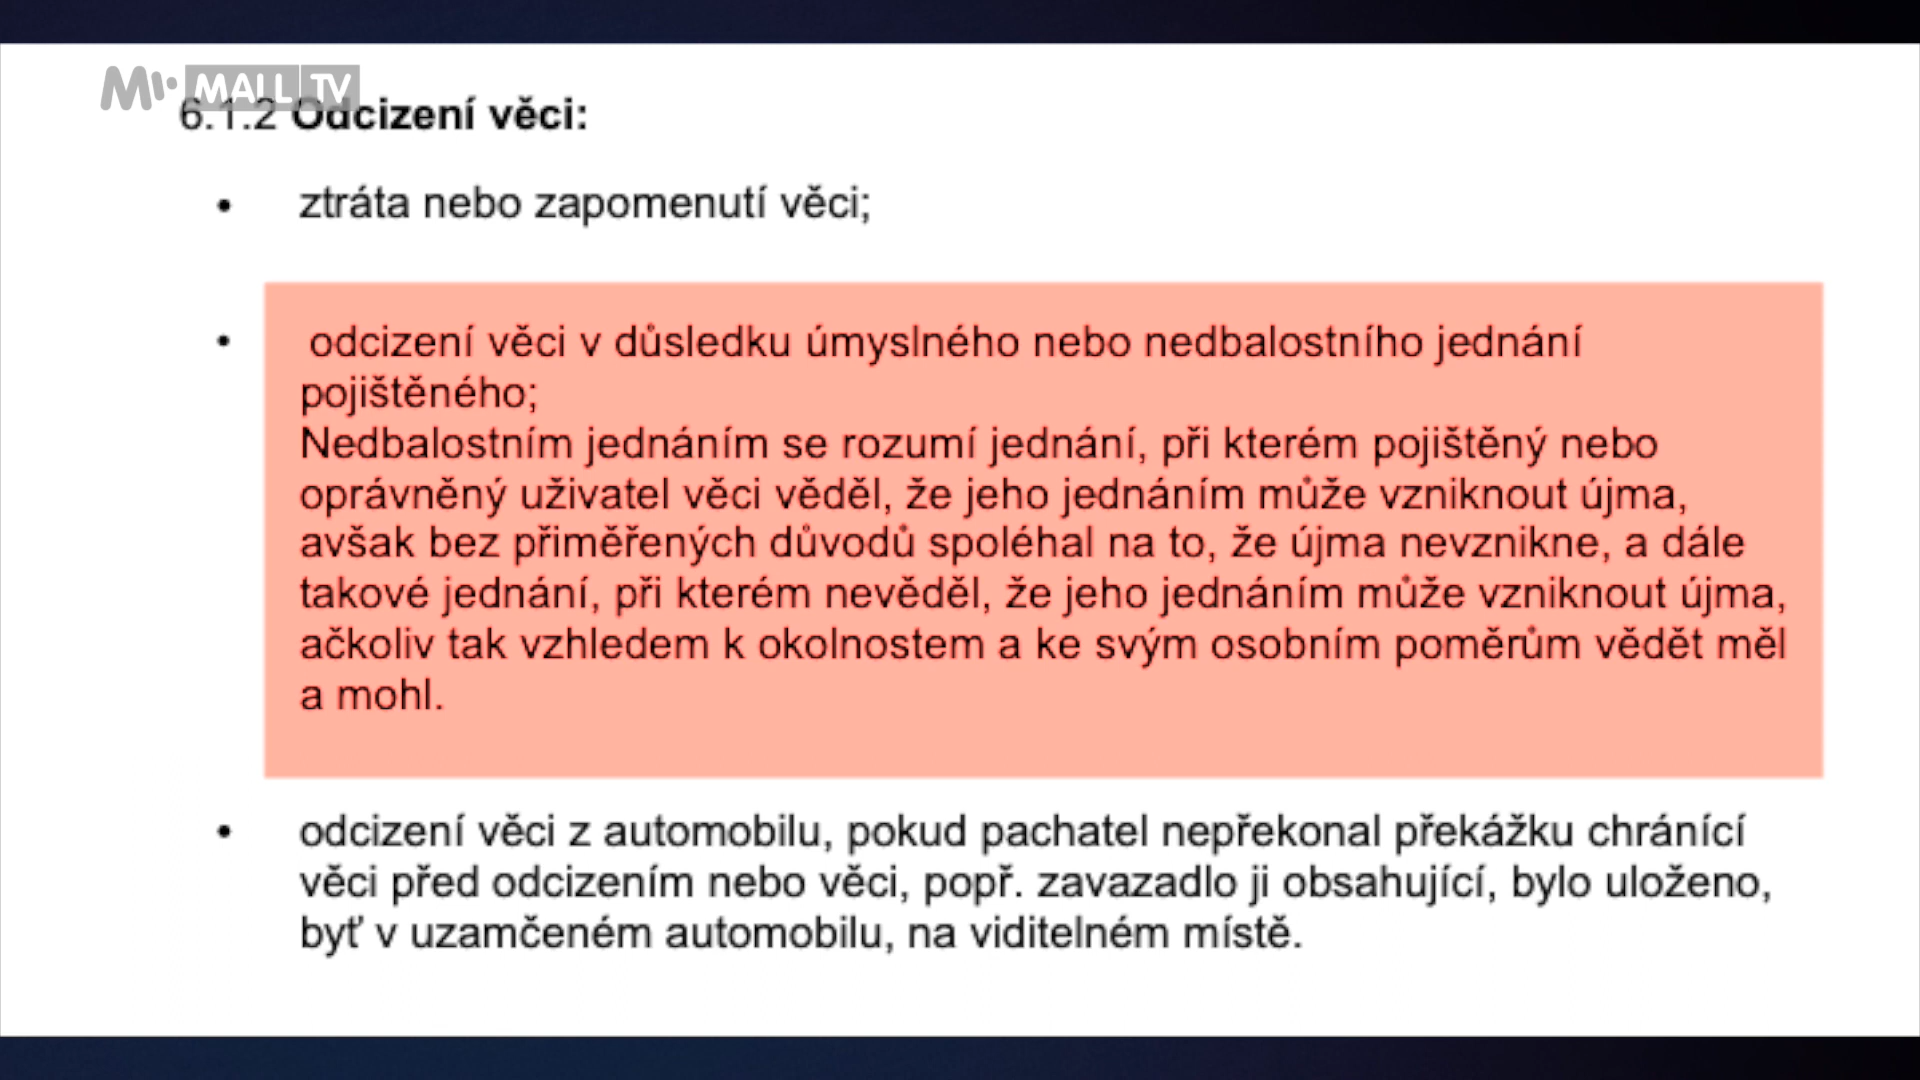 Mr. MALL TV
6.1.2 Odcizení věci:
• ztráta nebo zapomenutí věci;
• odcizení věci v důsledku úmyslného nebo nedbalostního jednání
pojištěného;
Nedbalostním jednáním se rozumí jednání, při kterém pojištěný nebo
oprávněný uživatel věci věděl, že jeho jednáním může vzniknout újma,
avšak bez přiměřených důvodů spoléhal na to, že újma nevznikne, a dále
takové jednání, při kterém nevěděl, že jeho jednáním může vzniknout újma,
ačkoliv tak vzhledem k okolnostem a ke svým osobním poměrům vědět měl
a mohl.
• odcizení věci z automobilu, pokud pachatel nepřekonal překážku chránící
věci před odcizením nebo věci, popř. zavazadlo ji obsahující, bylo uloženo,
byť v uzamčeném automobilu, na viditelném místě.